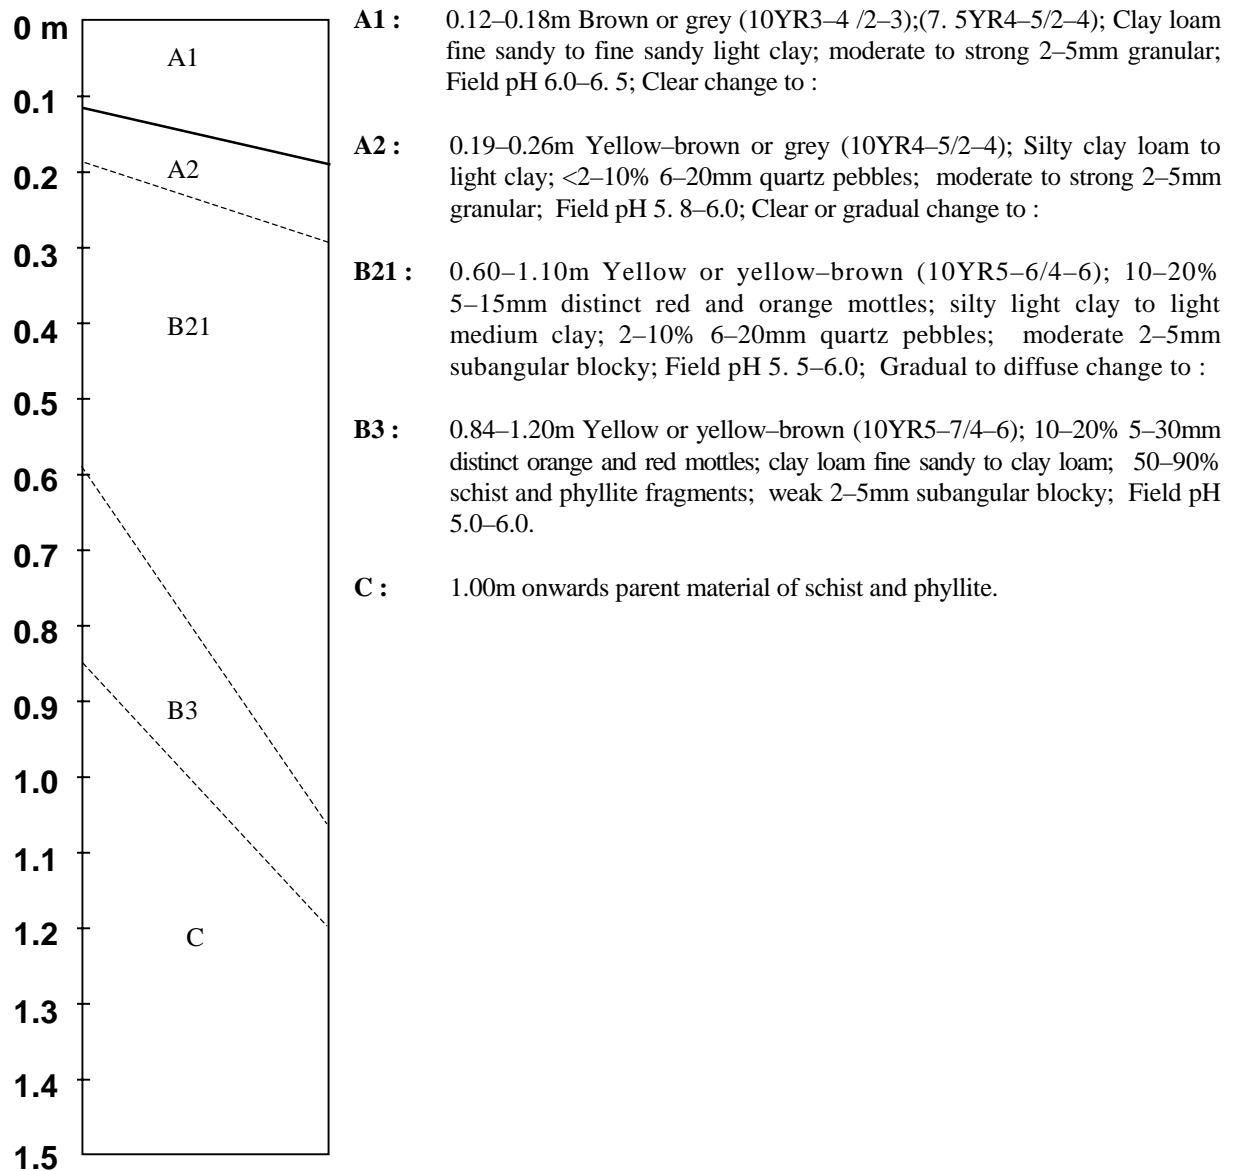 0 m
0.1
0.2
0.3
0.4
0.5
0.6
0.7
0.8
0.9
1.0
1.1
1.2
1.3
1.4
1.5
A1
A2
B21
B3
C
A1 : 0.12–0.18m Brown or grey (10YR3–4 /2–3);(7. 5YR4–5/2–4); Clay loam
fine sandy to fine sandy light clay; moderate to strong 2–5mm granular;
Field pH 6.0–6. 5; Clear change to :
A2 : 0.19–0.26m Yellow–brown or grey (10YR4–5/2–4); Silty clay loam to
light clay; <2–10% 6–20mm quartz pebbles; moderate to strong 2–5mm
granular; Field pH 5. 8–6.0; Clear or gradual change to :
B21 : 0.60–1.10m Yellow or yellow–brown (10YR5–6/4–6); 10–20%
5–15mm distinct red and orange mottles; silty light clay to light
medium clay; 2–10% 6–20mm quartz pebbles; moderate 2–5mm
subangular blocky; Field pH 5. 5–6.0; Gradual to diffuse change to :
B3 : 0.84–1.20m Yellow or yellow–brown (10YR5–7/4–6); 10–20% 5–30mm
distinct orange and red mottles; clay loam fine sandy to clay loam; 50–90%
schist and phyllite fragments; weak 2–5mm subangular blocky; Field pH
5.0–6.0.
C : 1.00m onwards parent material of schist and phyllite.